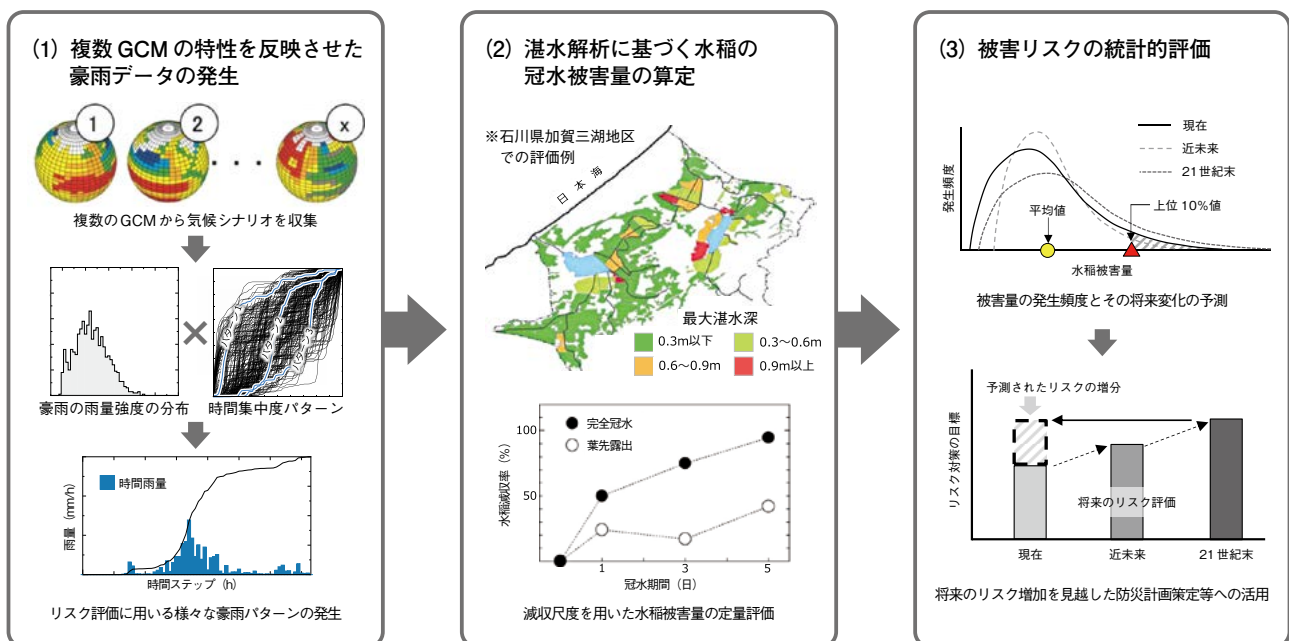 (1) 複数 GCM の特性を反映させた
豪雨データの発生
1
2
・・・
x
複数のGCMから気候シナリオを収集
×
豪雨の雨量強度の分布
時間集中度パターン
雨量 (mm/h)
時間雨量
時間ステップ (h)
リスク評価に用いる様々な豪雨パターンの発生
(2) 湛水解析に基づく水稲の
冠水被害量の算定
※石川県加賀三湖地区
での評価例
日本海
最大湛水深
0.3m以下
0.3～0.6m
0.6～0.9m
0.9m以上
水稲減収率 (%)
100
50
完全冠水
葉先露出
1
3
5
冠水期間（日）
減収尺度を用いた水稲被害量の定量評価
(3) 被害リスクの統計的評価
発生頻度
現在
近未来
21世紀末
平均値
上位 10%値
水稲被害量
被害量の発生頻度とその将来変化の予測
予測されたリスクの増分
リスク対策の目標
将来のリスク評価
現在
近未来
21世紀末
将来のリスク増加を見越した防災計画策定等への活用